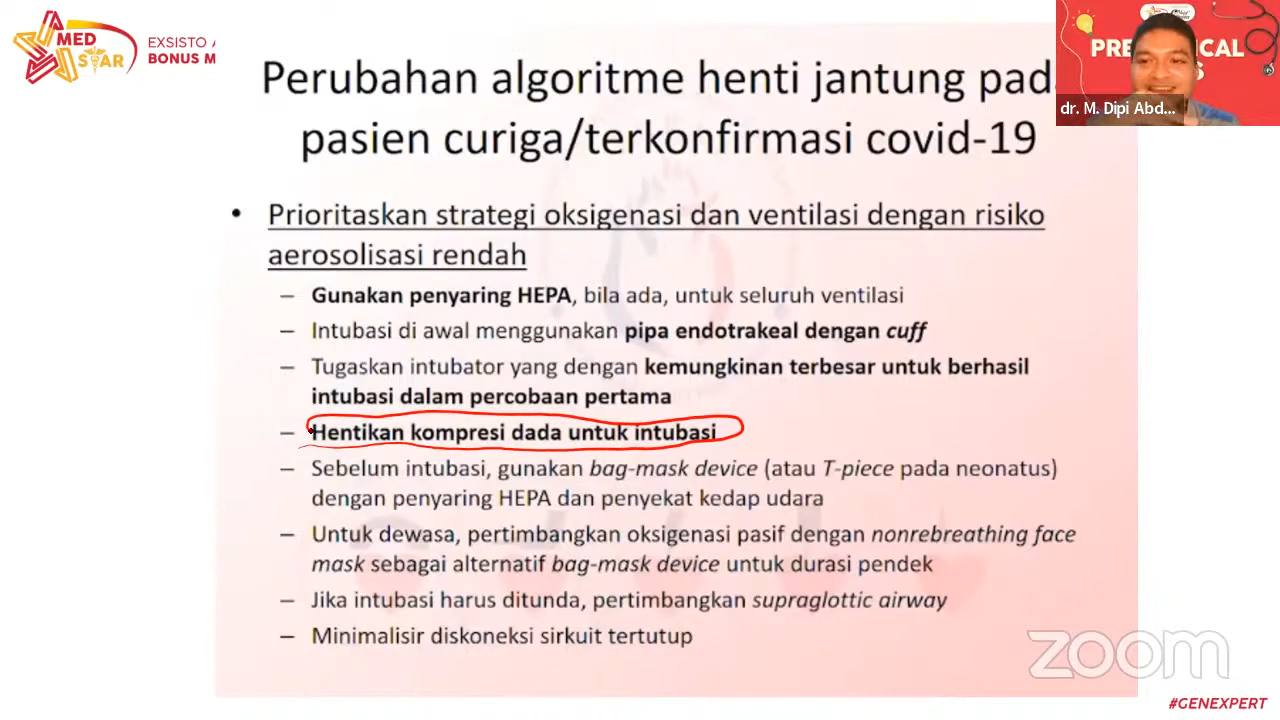 MED
STAR
EXSISTO
BONUS M
Perubahan algoritme henti jantung pad
pasien curiga/terkonfirmasi covid-19
• Prioritaskan strategi oksigenasi dan ventilasi dengan risiko
aerosolisasi rendah
– Gunakan penyaring HEPA, bila ada, untuk seluruh ventilasi
– Intubasi di awal menggunakan pipa endotrakeal dengan cuff
– Tugaskan intubator yang dengan kemungkinan terbesar untuk berhasil
intubasi dalam percobaan pertama
– Hentikan kompresi dada untuk intubasi
– Sebelum intubasi, gunakan bag-mask device (atau T-piece pada neonatus)
dengan penyaring HEPA dan penyekat kedap udara
– Untuk dewasa, pertimbangkan oksigenasi pasif dengan nonrebreathing face
mask sebagai alternatif bag-mask device untuk durasi pendek
– Jika intubasi harus ditunda, pertimbangkan supraglottic airway
– Minimalisir diskoneksi sirkuit tertutup
dr. M. Dipi Abd...
zoom
#GENEXPERT